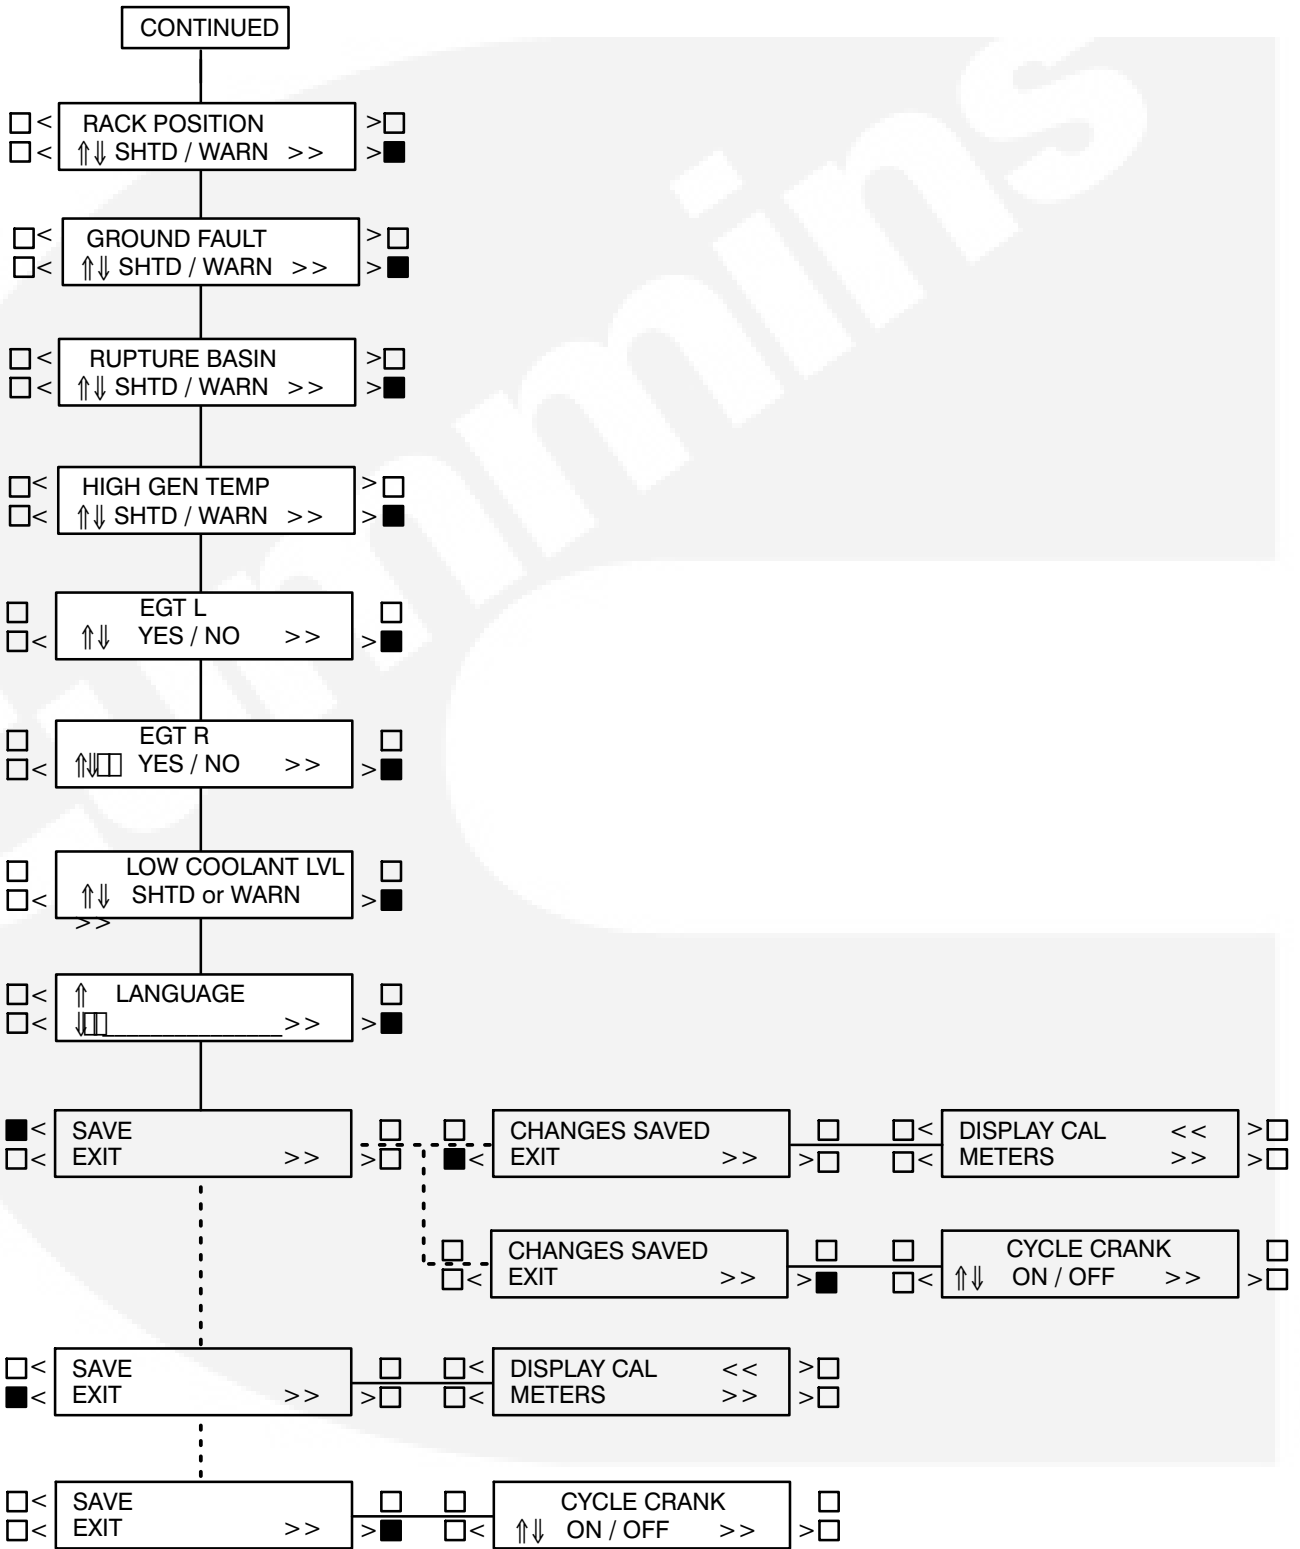 CONTINUED
RACK POSITION
⇑⇓ SHTD / WARN >>
GROUND FAULT
⇑⇓ SHTD / WARN >>
RUPTURE BASIN
⇑⇓ SHTD / WARN >>
HIGH GEN TEMP
⇑⇓ SHTD / WARN >>
EGT L
⇑⇓ YES / NO >>
EGT R
⇑⇓ YES / NO >>
LOW COOLANT LVL
⇑⇓ SHTD or WARN
>>
⇑ LANGUAGE
⇓ _______________>>
SAVE
EXIT >>
CHANGES SAVED
EXIT >>
DISPLAY CAL <<
METERS >>
CHANGES SAVED
EXIT >>
CYCLE CRANK
⇑⇓ ON / OFF >>
SAVE
EXIT >>
DISPLAY CAL <<
METERS >>
SAVE
EXIT >>
CYCLE CRANK
⇑⇓ ON / OFF >>
Cummins